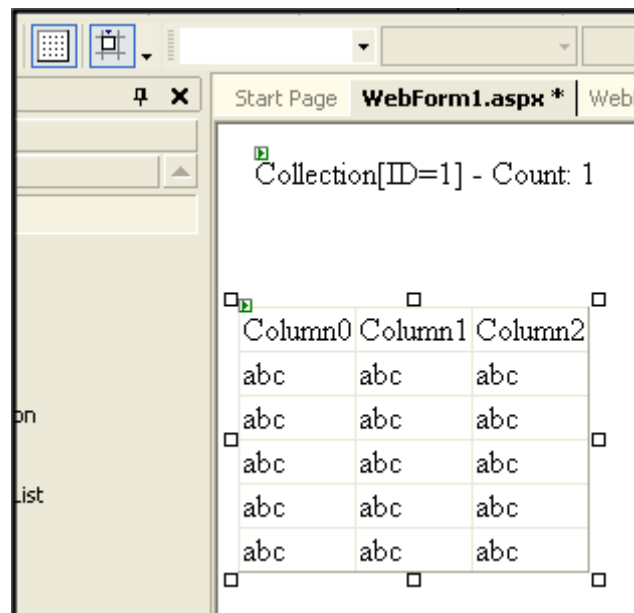 Start Page WebForm1.aspx * Web
Collection[ID=1] - Count: 1
Column0 Column1 Column2
abc abc abc
abc abc abc
on
abc abc abc
abc abc abc
List
abc abc abc